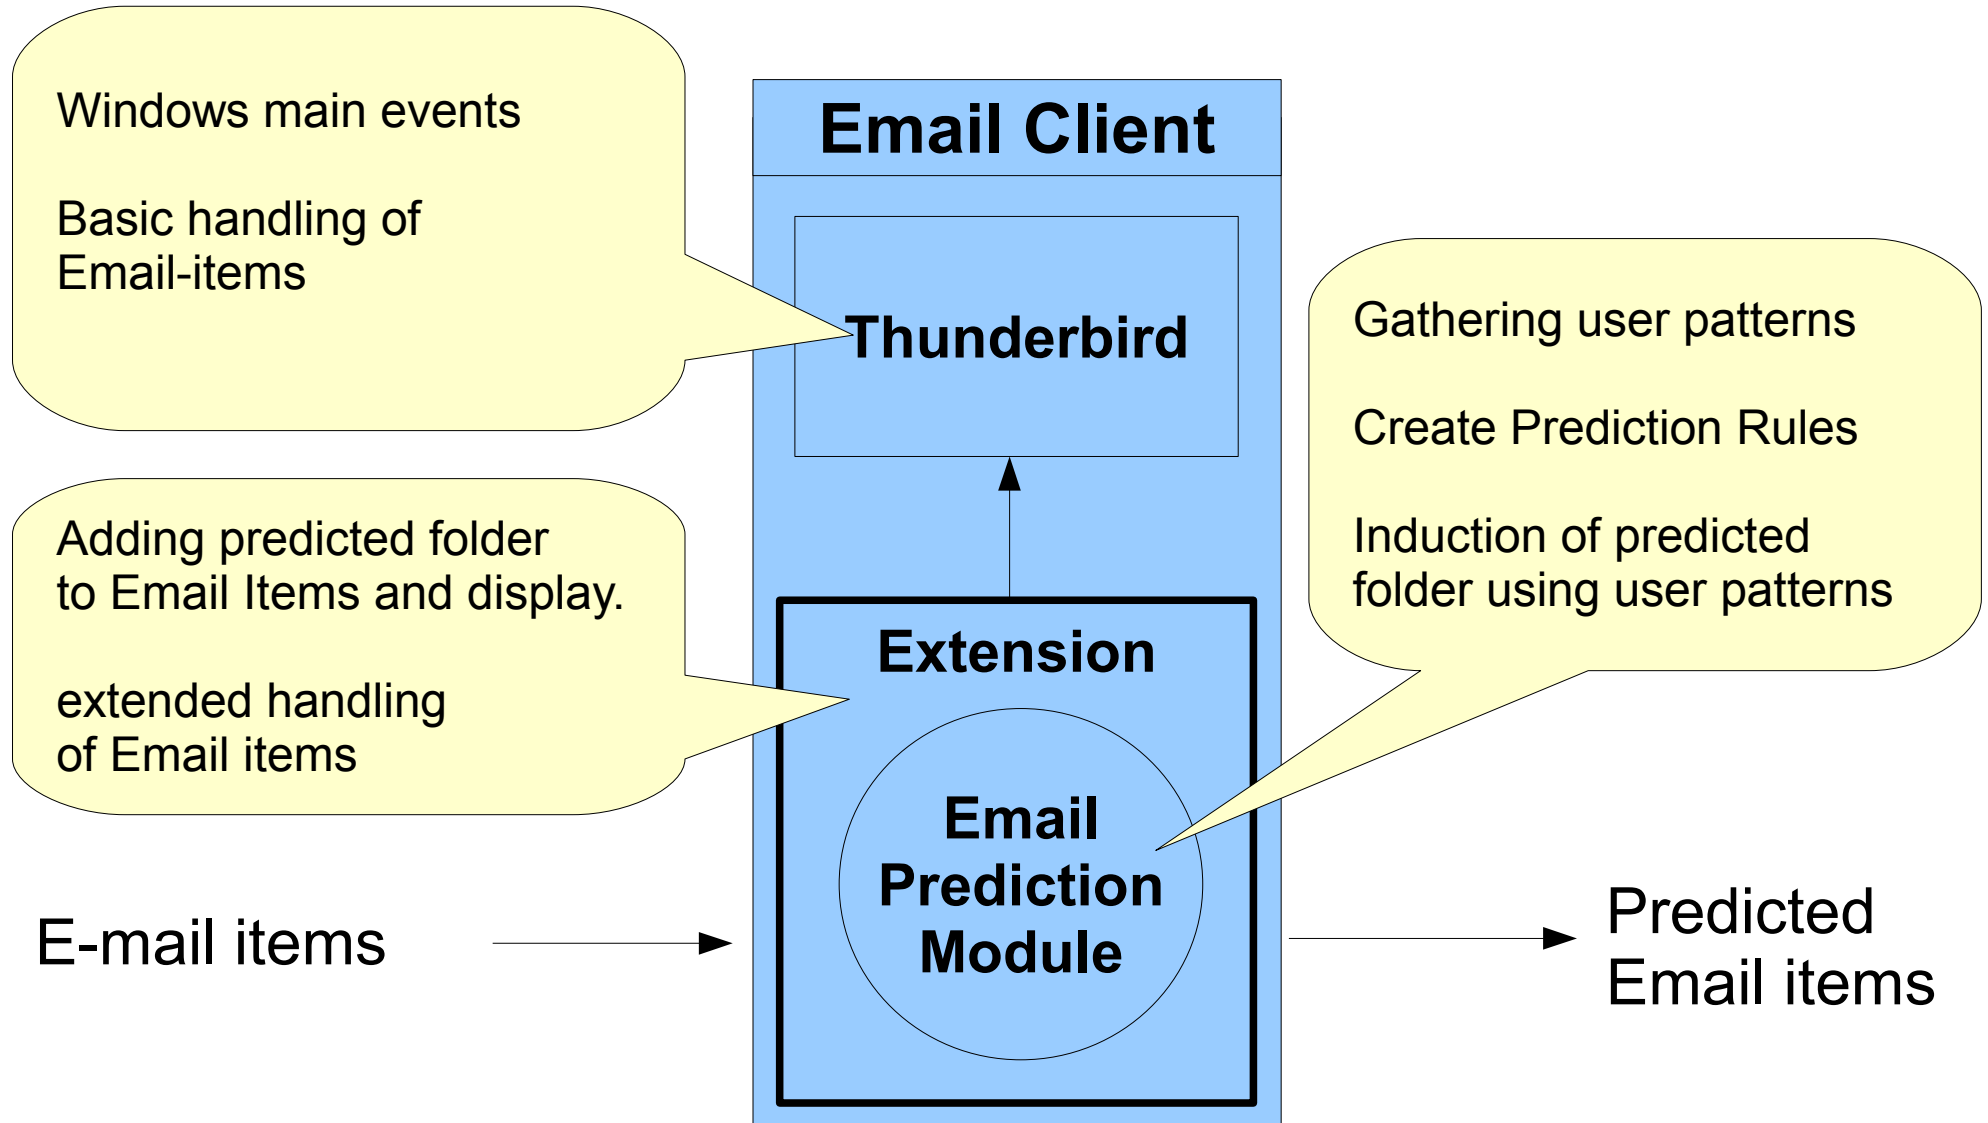 Windows main events
Basic handling of
Email-items
Email Client
Thunderbird
Gathering user patterns
Create Prediction Rules
Induction of predicted
folder using user patterns
Adding predicted folder
to Email Items and display.
extended handling
of Email items
Extension
Email
Prediction
Module
E-mail items
Predicted
Email items